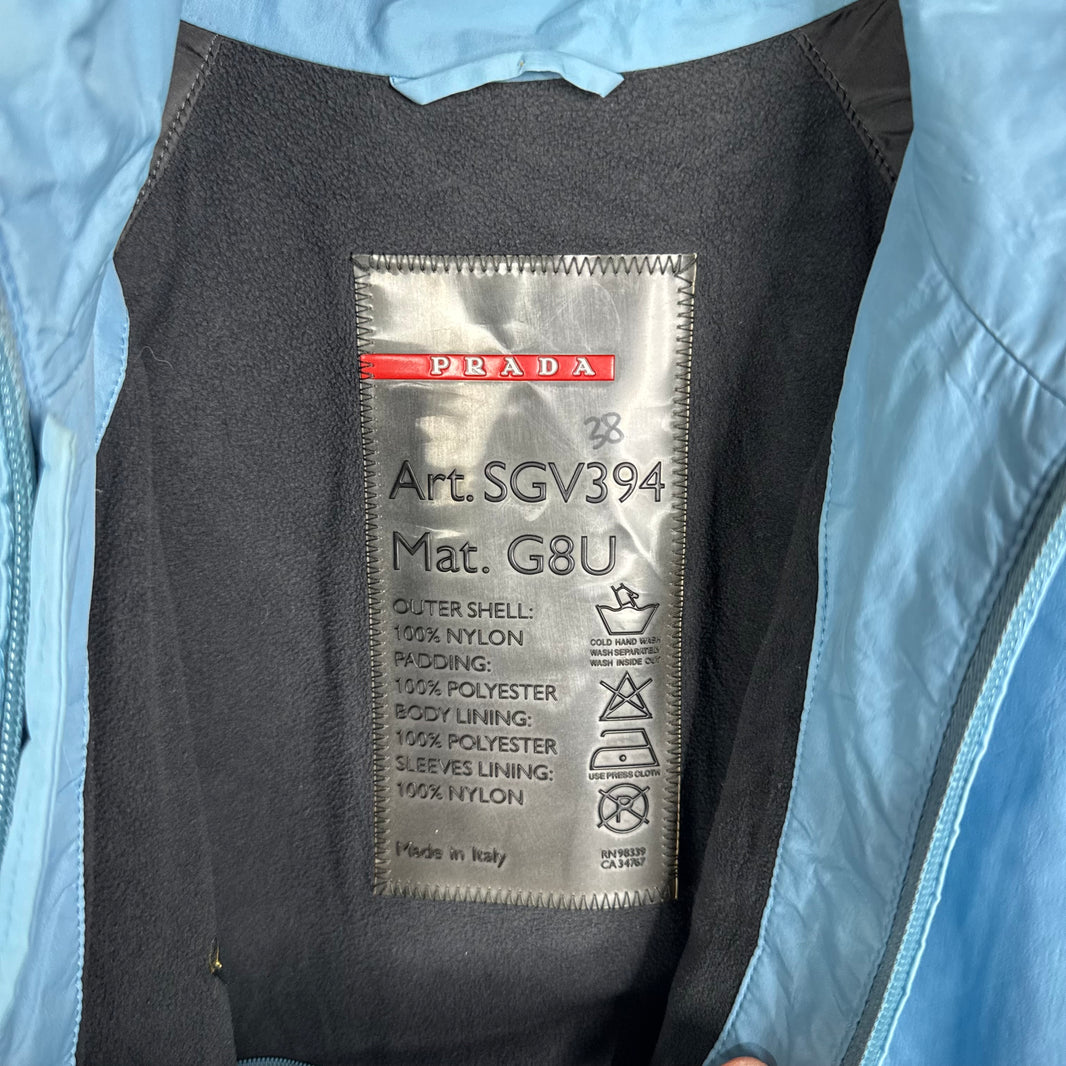 PRADA
38
Art. SGV394
Mat. G8U
OUTER SHELL:
100% NYLON
PADDING:
100% POLYESTER
BODY LINING:
100% POLYESTER
SLEEVES LINING:
100% NYLON
Made in Italy
COLD HAND WASH
WASH SEPARATELY
WASH INSIDE OUT
USE PRESS CLOTH
P
RN 98339
CA 34767